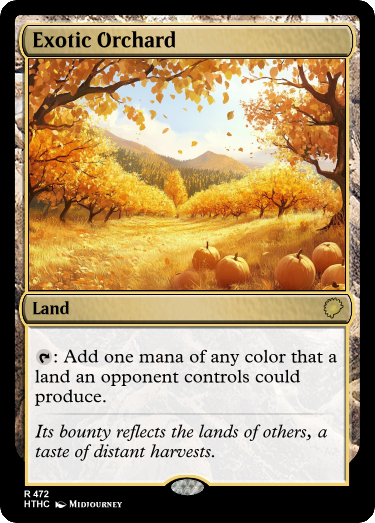 Exotic Orchard
Land
: Add one mana of any color that a
land an opponent controls could
produce.
Its bounty reflects the lands of others, a
taste of distant harvests.
R 472
HTHC Midjourney